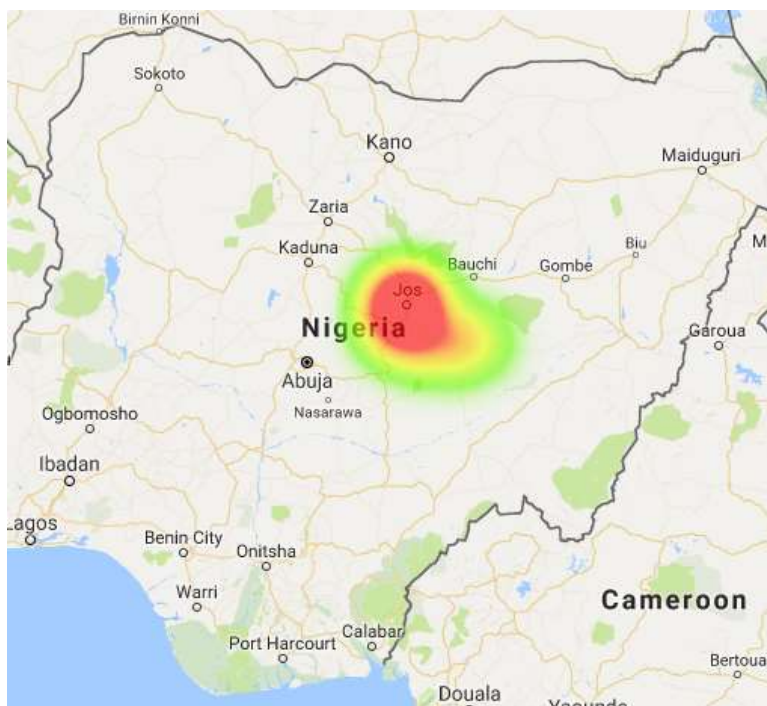 Birnin Konni
Sokoto
Kano
Maiduguri
Zaria
Kaduna
Bauchi
Gombe
Biu
M
Jos
Nigeria
Garoua
Abuja
Nasarawa
Ogbomosho
Ibadan
Lagos
Benin City
Onitsha
Warri
Cameroon
Calabar
Port Harcourt
Bertoua
Douala
Yaounde